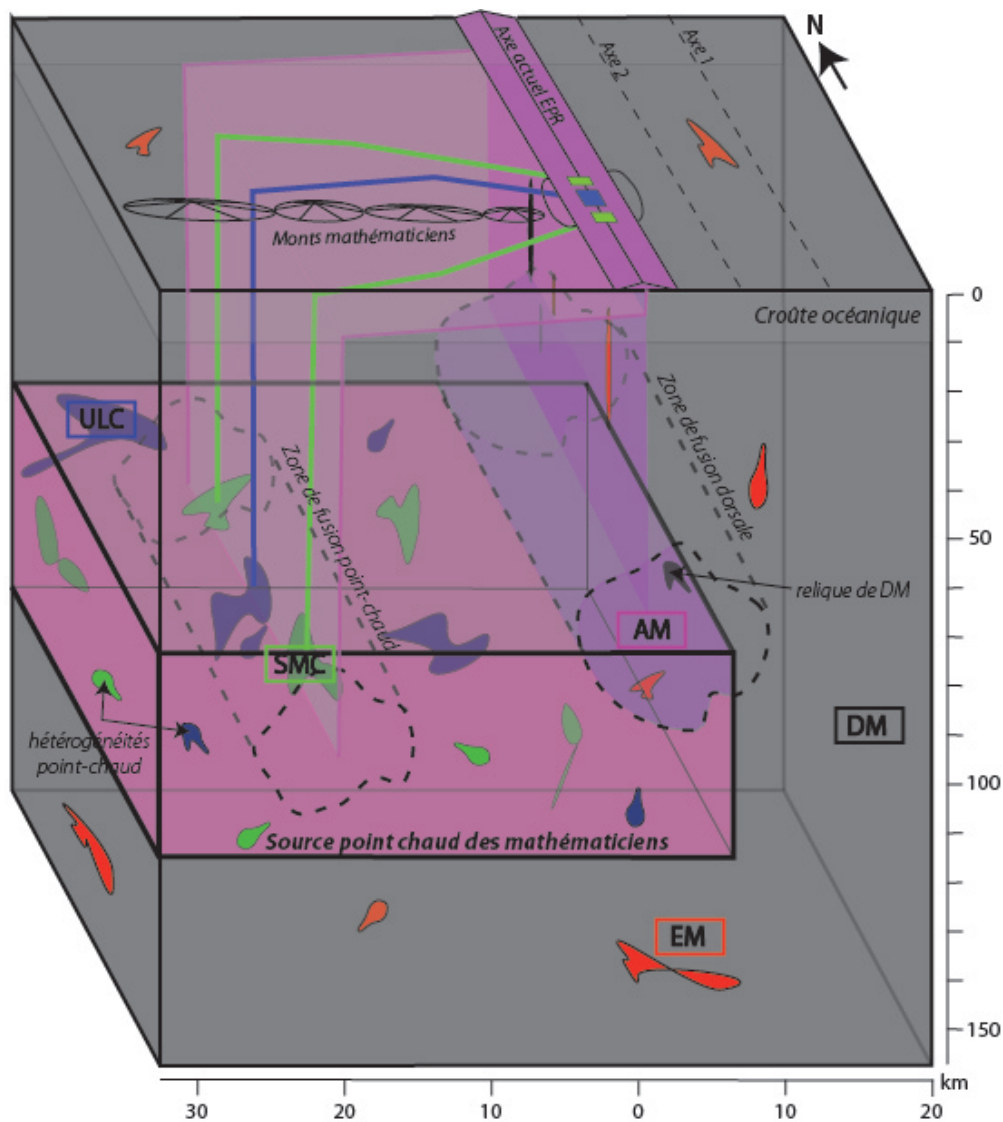 N
Axe 1
Axe 2
Axe actuel EPR
Monts mathématiciens
Croûte océanique
0
ULC
Zone de fusion point-chaud
Zone de fusion dorsale
50
relique de DM
AM
SMC
DM
hétérogénéités
point-chaud
100
Source point chaud des mathématiciens
EM
150
km
30 20 10 0 10 20